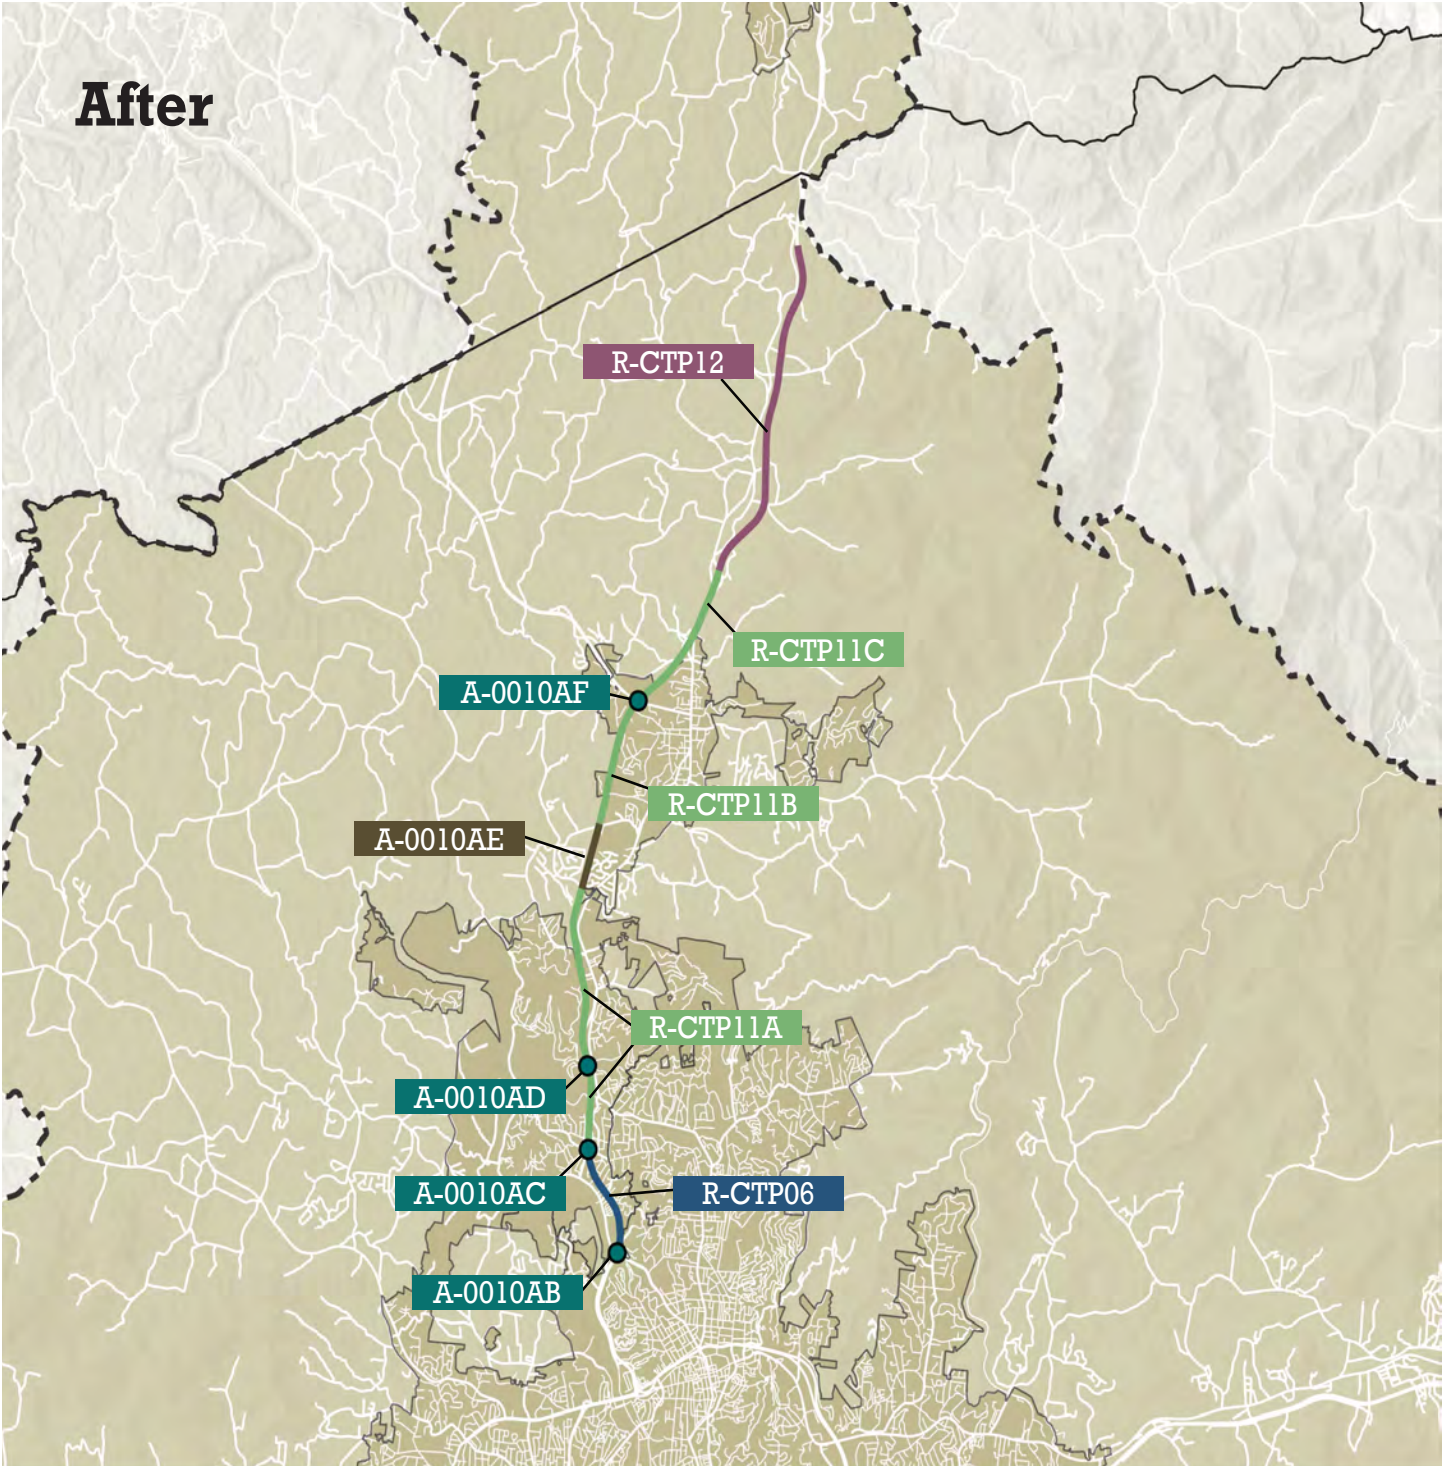 After
R-CTP12
R-CTP11C
A-0010AF
R-CTP11B
A-0010AE
R-CTP11A
A-0010AD
A-0010AC
R-CTP06
A-0010AB